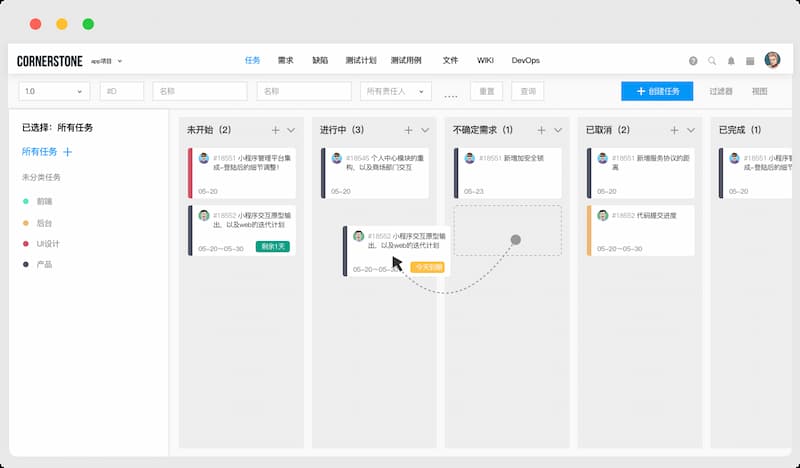 CORNERSTONE app项目 任务 需求 缺陷 测试计划 测试用例 文件 WIKI DevOps
1.0 #ID 名称 名称 所有责任人 .... 重置 查询 创建任务 过滤器 视图
已选择：所有任务
所有任务
未分类任务
前端
后台
UI设计
产品
未开始（2）
#18551 小程序管理平台集
成-登陆后的细节调整！
05-20
#18552 小程序交互原型输
出，以及web的迭代计划
05-20～05-30 剩余1天
进行中（3）
#18545 个人中心模块的重
构，以及商场部门交互
05-20
#18552 小程序交互原型输
出，以及web的迭代计划
05-20～05-30 今天到期
不确定需求（1）
#18551 新增加安全锁
05-23
已取消（2）
#18551 新增服务协议的距
离
05-20
#18552 代码提交进度
05-20～05-30
已完成（1）
#18551 小
-登陆后的细
05-20